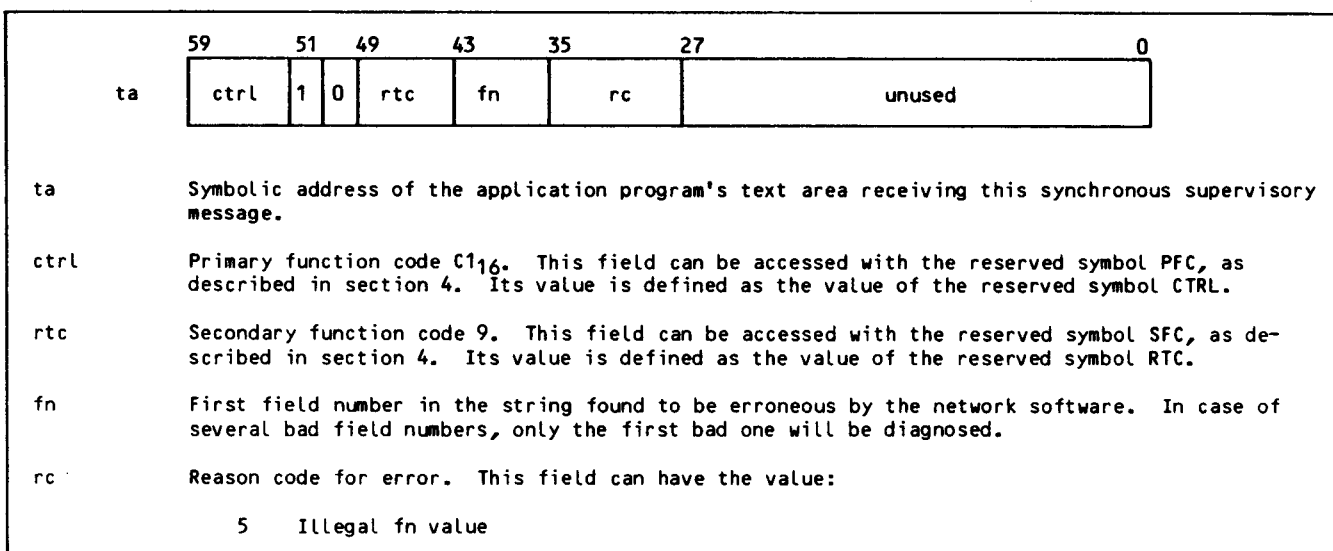 59 51 49 43 35 27 0
ta ctrl 1 0 rtc fn rc unused
ta Symbolic address of the application program's text area receiving this synchronous supervisory
message.
ctrl Primary function code C1₁₆. This field can be accessed with the reserved symbol PFC, as
described in section 4. Its value is defined as the value of the reserved symbol CTRL.
rtc Secondary function code 9. This field can be accessed with the reserved symbol SFC, as de-
scribed in section 4. Its value is defined as the value of the reserved symbol RTC.
fn First field number in the string found to be erroneous by the network software. In case of
several bad field numbers, only the first bad one will be diagnosed.
rc Reason code for error. This field can have the value:
5 Illegal fn value